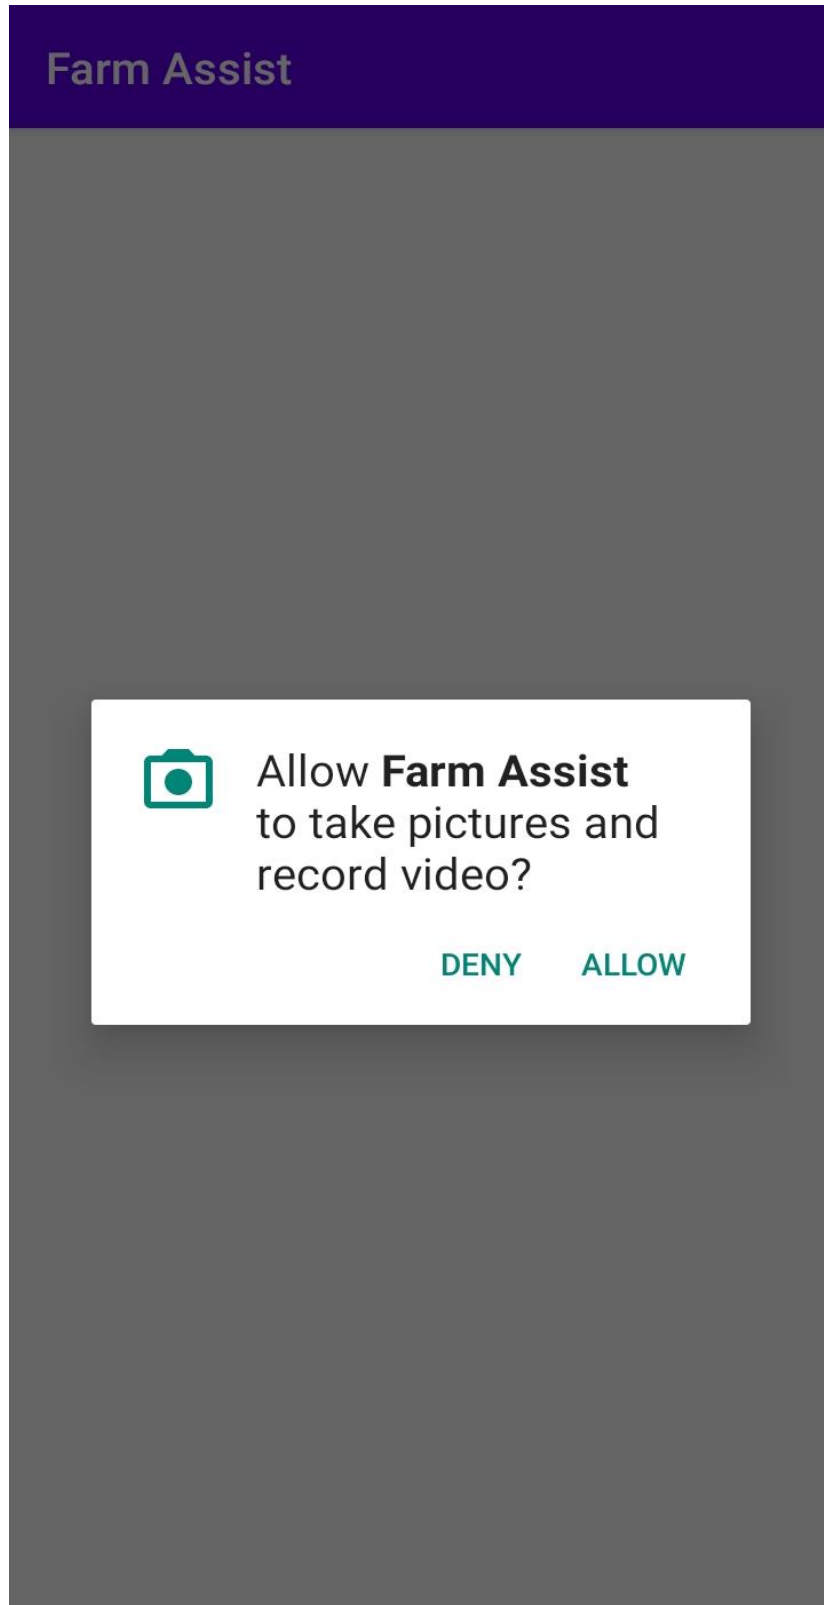 Farm Assist
Allow Farm Assist
to take pictures and
record video?
DENY ALLOW